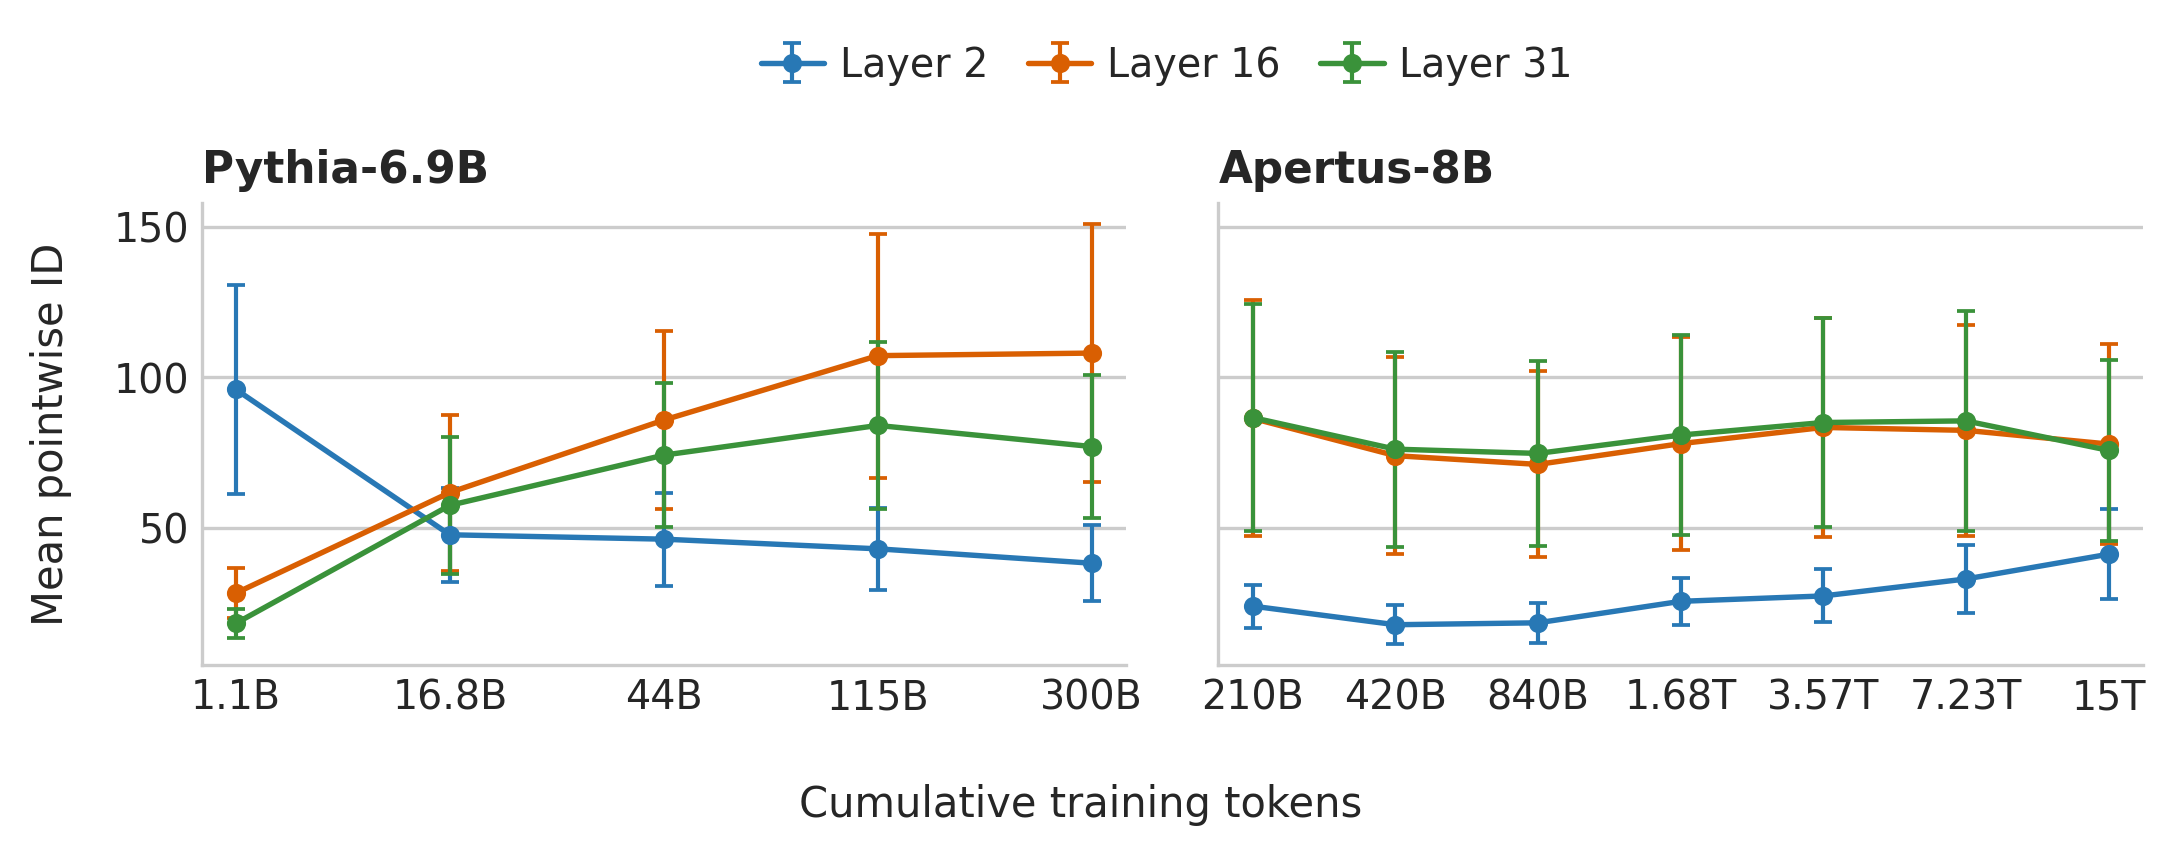 Layer 2 Layer 16 Layer 31
Pythia-6.9B
Apertus-8B
Mean pointwise ID
150
100
50
1.1B 16.8B 44B 115B 300B
210B 420B 840B 1.68T 3.57T 7.23T 15T
Cumulative training tokens